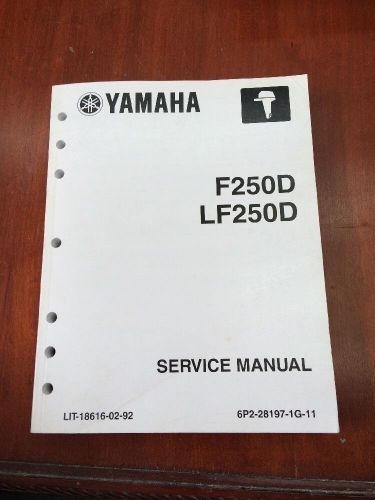 YAMAHA
F250D
LF250D
SERVICE MANUAL
LIT-18616-02-92
6P2-28197-1G-11